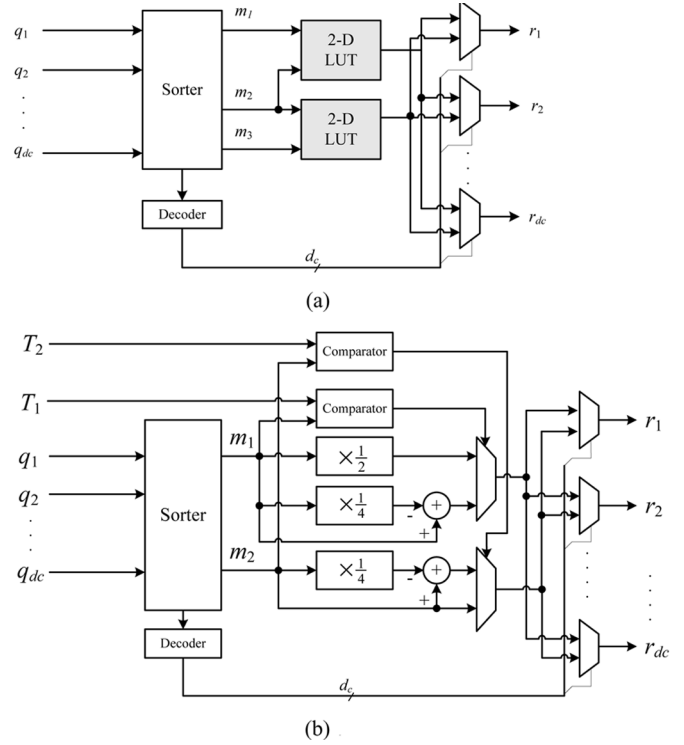 q1
q2
.
.
.
qdc
Sorter
Decoder
m1
m2
m3
2-D
LUT
2-D
LUT
dc
r1
r2
. . . .
rdc
(a)
T2
T1
q1
q2
.
.
.
qdc
Sorter
Decoder
m1
m2
Comparator
Comparator
×1/2
×1/4
- +
+
×1/4
- +
+
dc
r1
r2
. . . .
. . . .
rdc
(b)